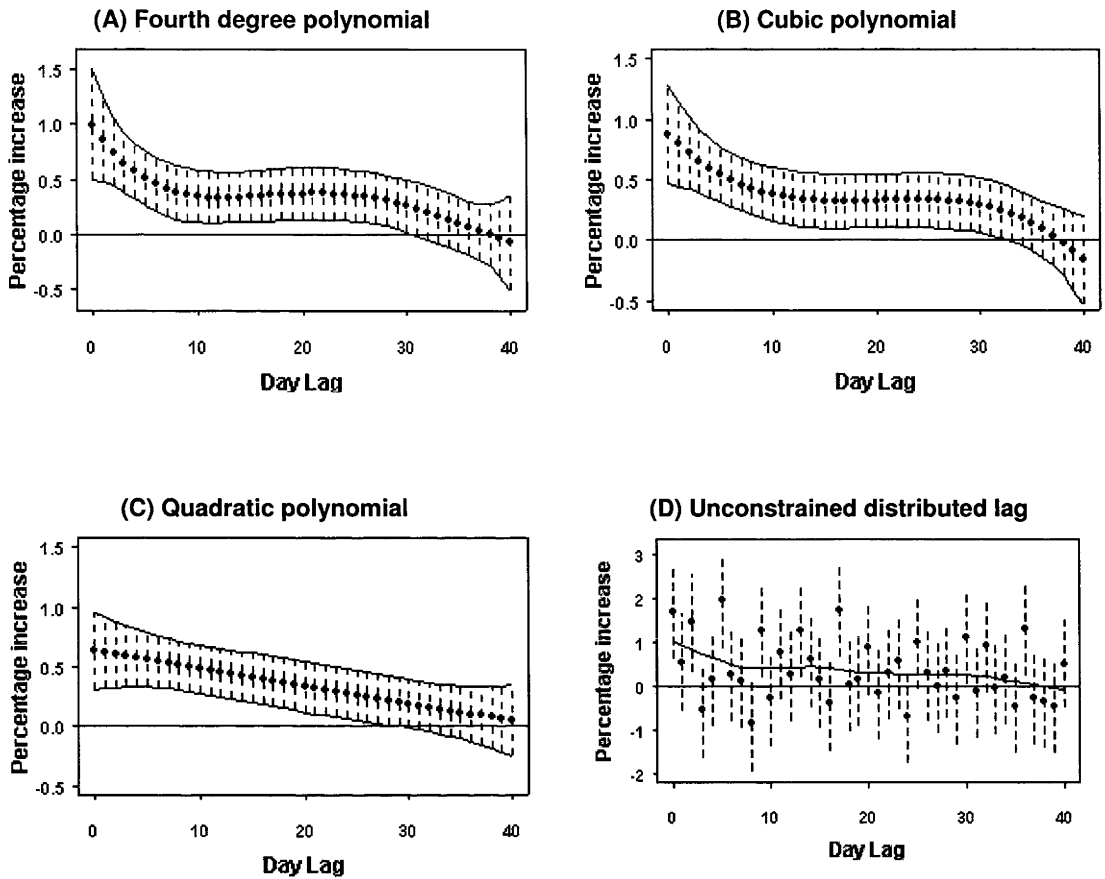 (A) Fourth degree polynomial
Percentage increase
1.5
1.0
0.5
0.0
-0.5
0 10 20 30 40
Day Lag
(B) Cubic polynomial
Percentage increase
1.5
1.0
0.5
0.0
-0.5
0 10 20 30 40
Day Lag
(C) Quadratic polynomial
Percentage increase
1.5
1.0
0.5
0.0
-0.5
0 10 20 30 40
Day Lag
(D) Unconstrained distributed lag
Percentage increase
3
2
1
0
-1
-2
0 10 20 30 40
Day Lag